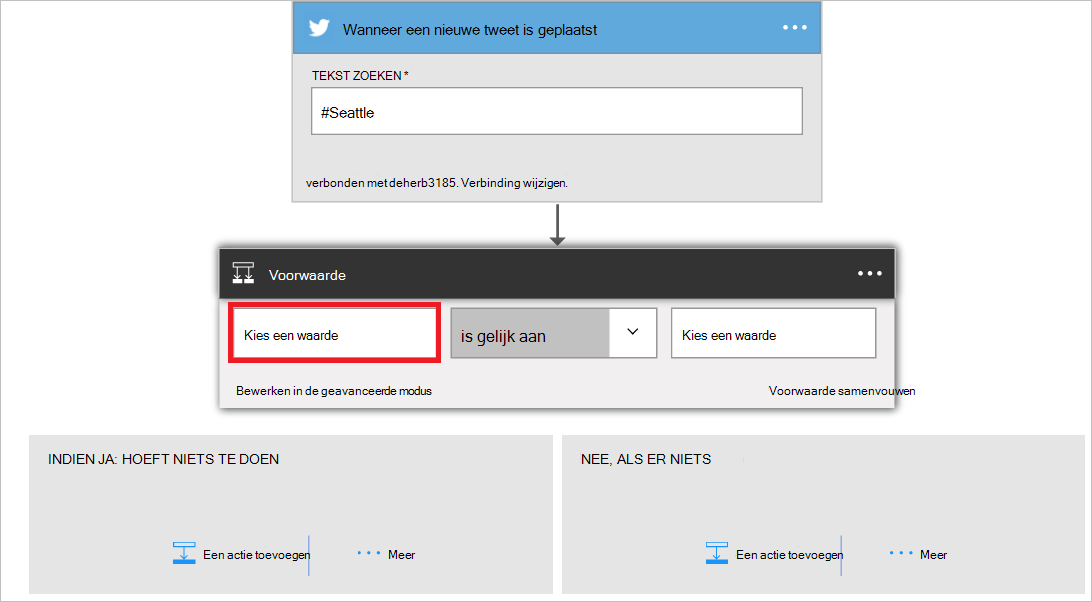 Wanneer een nieuwe tweet is geplaatst
TEKST ZOEKEN *
#Seattle
verbonden met deherb3185. Verbinding wijzigen.
Voorwaarde
Kies een waarde is gelijk aan Kies een waarde
Bewerken in de geavanceerde modus Voorwaarde samenvouwen
INDIEN JA: HOEFT NIETS TE DOEN NEE, ALS ER NIETS
Een actie toevoegen Meer Een actie toevoegen Meer